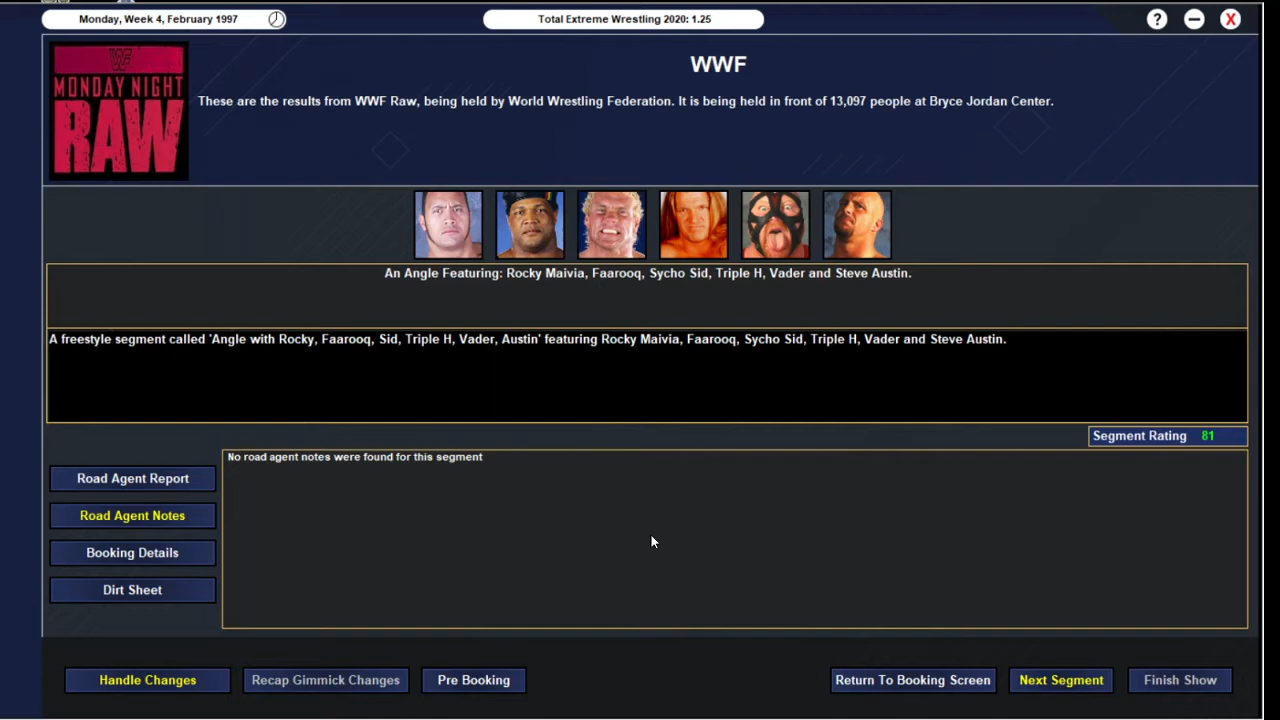 Monday, Week 4, February 1997
Total Extreme Wrestling 2020: 1.25
?
X
MONDAY NIGHT
RAW
WWF
These are the results from WWF Raw, being held by World Wrestling Federation. It is being held in front of 13,097 people at Bryce Jordan Center.
An Angle Featuring: Rocky Maivia, Faarooq, Sycho Sid, Triple H, Vader and Steve Austin.
A freestyle segment called 'Angle with Rocky, Faarooq, Sid, Triple H, Vader, Austin' featuring Rocky Maivia, Faarooq, Sycho Sid, Triple H, Vader and Steve Austin.
Segment Rating 81
No road agent notes were found for this segment
Road Agent Report
Road Agent Notes
Booking Details
Dirt Sheet
Handle Changes
Recap Gimmick Changes
Pre Booking
Return To Booking Screen
Next Segment
Finish Show